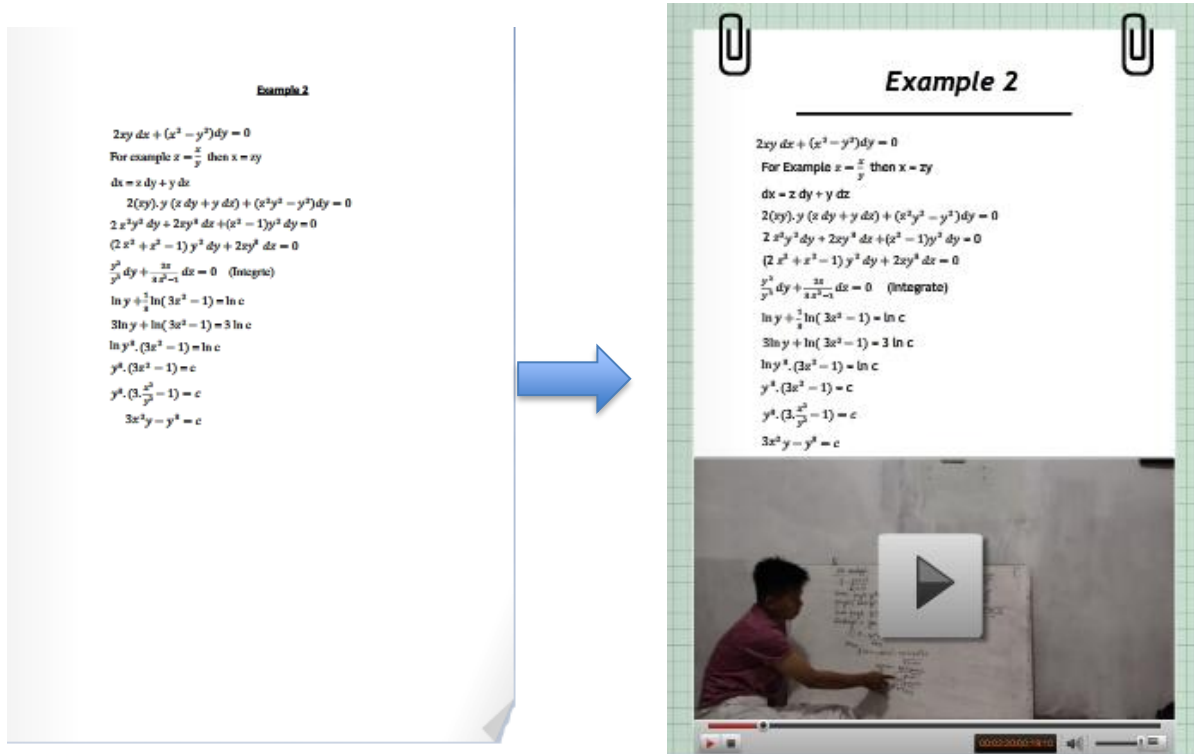 Example 2
2xy dx + (x² − y²)dy = 0
For example z = x/y then x = zy
dx = z dy + y dz
2(zy).y (z dy + y dz) + (z²y² − y²)dy = 0
2 z²y² dy + 2zy³ dz +(z² − 1)y² dy = 0
(2 z² + z² − 1) y² dy + 2zy³ dz = 0
y²/y³ dy + 2z/(3 z²−1) dz = 0 (Integrte)
ln y + 1/3 ln( 3z² − 1) = ln c
3ln y + ln( 3z² − 1) = 3 ln c
ln y³. (3z² − 1) = ln c
y³. (3z² − 1) = c
y³. (3. x²/y² − 1) = c
3x²y − y³ = c
Example 2
2xy dx + (x² − y²)dy = 0
For Example z = x/y then x = zy
dx = z dy + y dz
2(zy). y (z dy + y dz) + (z²y² − y²)dy = 0
2 z²y² dy + 2zy³ dz +(z² − 1)y² dy = 0
(2 z² + z² − 1) y² dy + 2zy³ dz = 0
y²/y³ dy + 2z/(3 z²−1) dz = 0 (Integrate)
ln y + 1/3 ln( 3z² − 1) = ln c
3ln y + ln( 3z² − 1) = 3 ln c
ln y³. (3z² − 1) = ln c
y³. (3z² − 1) = c
y³. (3. x²/y² − 1) = c
3x²y − y³ = c